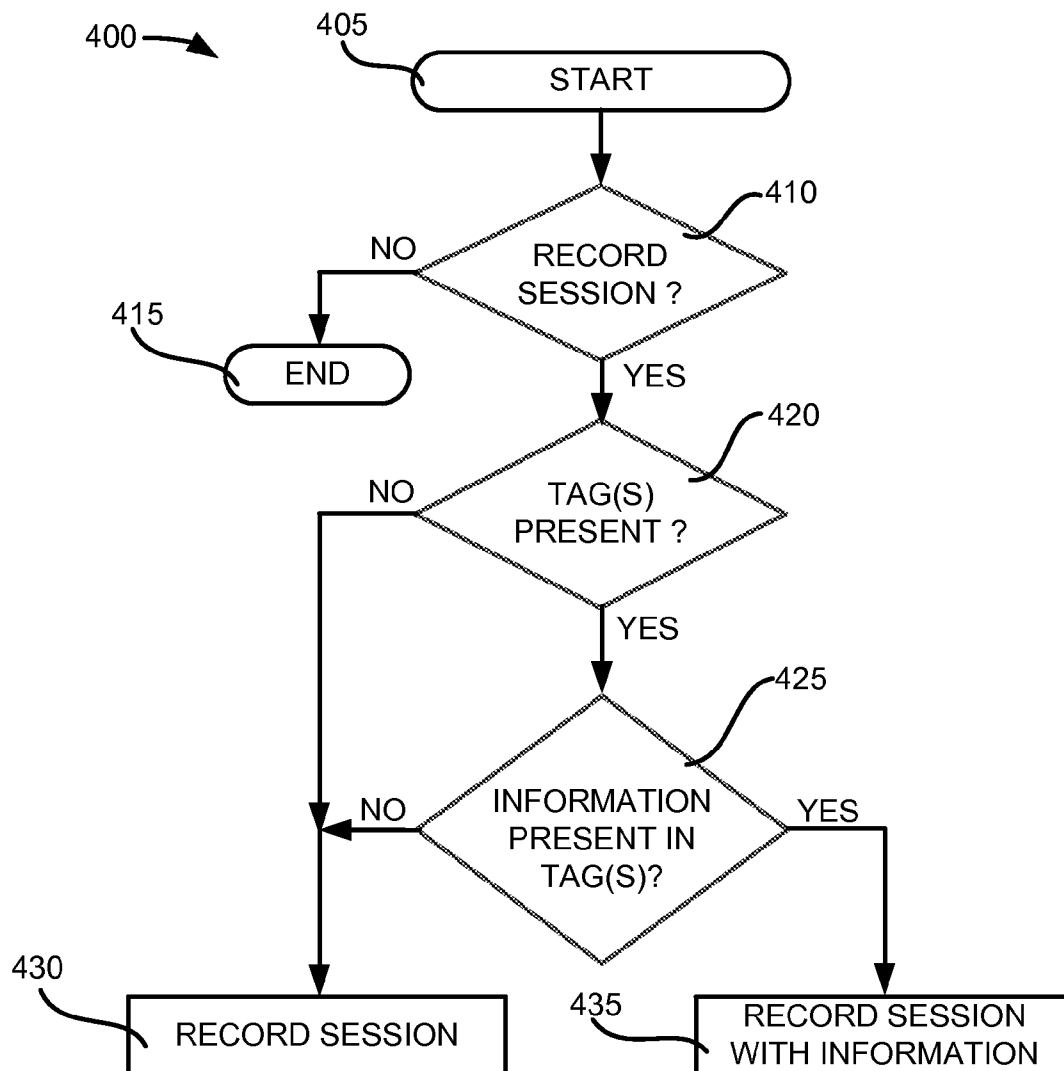 400
405
START
410
NO
RECORD
SESSION ?
415
END
YES
420
NO
TAG(S)
PRESENT ?
YES
425
NO
INFORMATION
PRESENT IN
TAG(S)?
YES
430
RECORD SESSION
435
RECORD SESSION
WITH INFORMATION